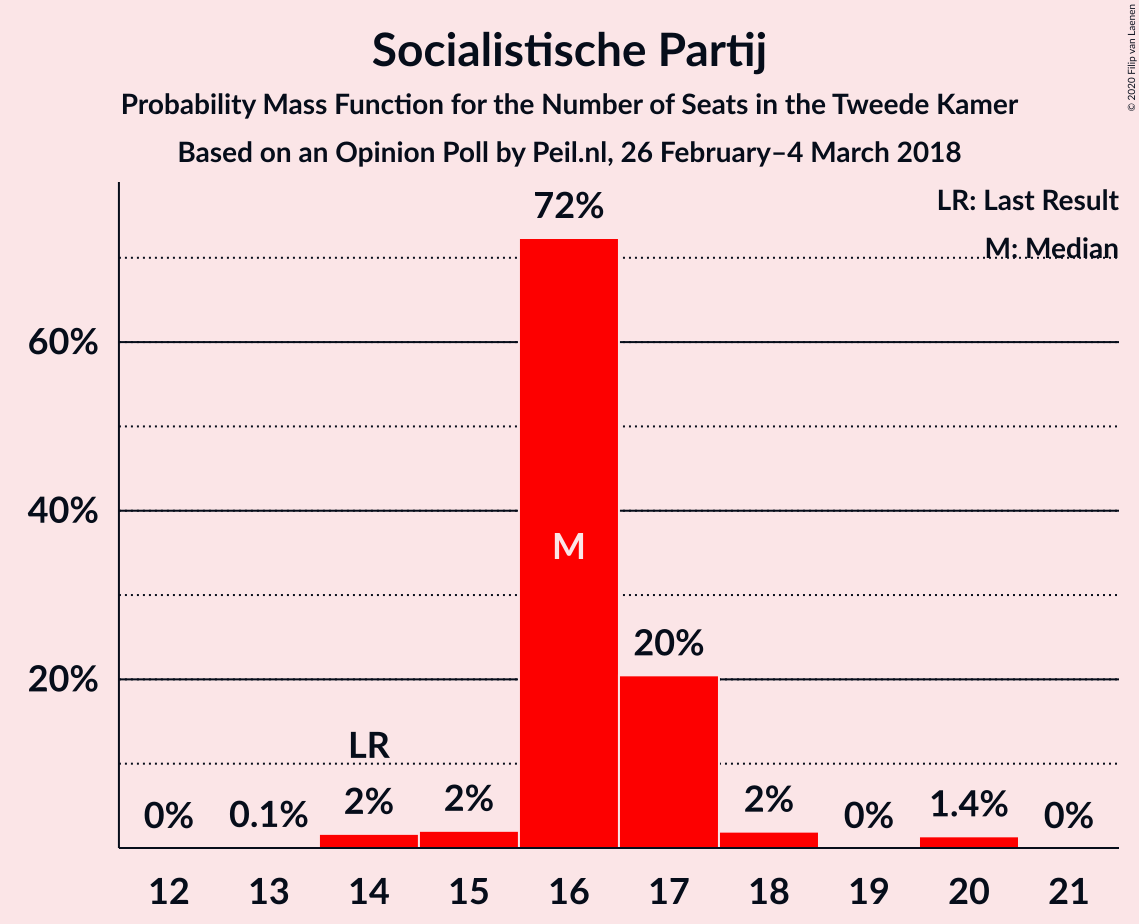 Socialistische Partij
Probability Mass Function for the Number of Seats in the Tweede Kamer
Based on an Opinion Poll by Peil.nl, 26 February–4 March 2018
© 2020 Filip van Laenen
LR: Last Result
M: Median
72%
60%
40%
M
20%
20%
LR
0%
0.1%
2%
2%
2%
0%
1.4%
0%
12 13 14 15 16 17 18 19 20 21